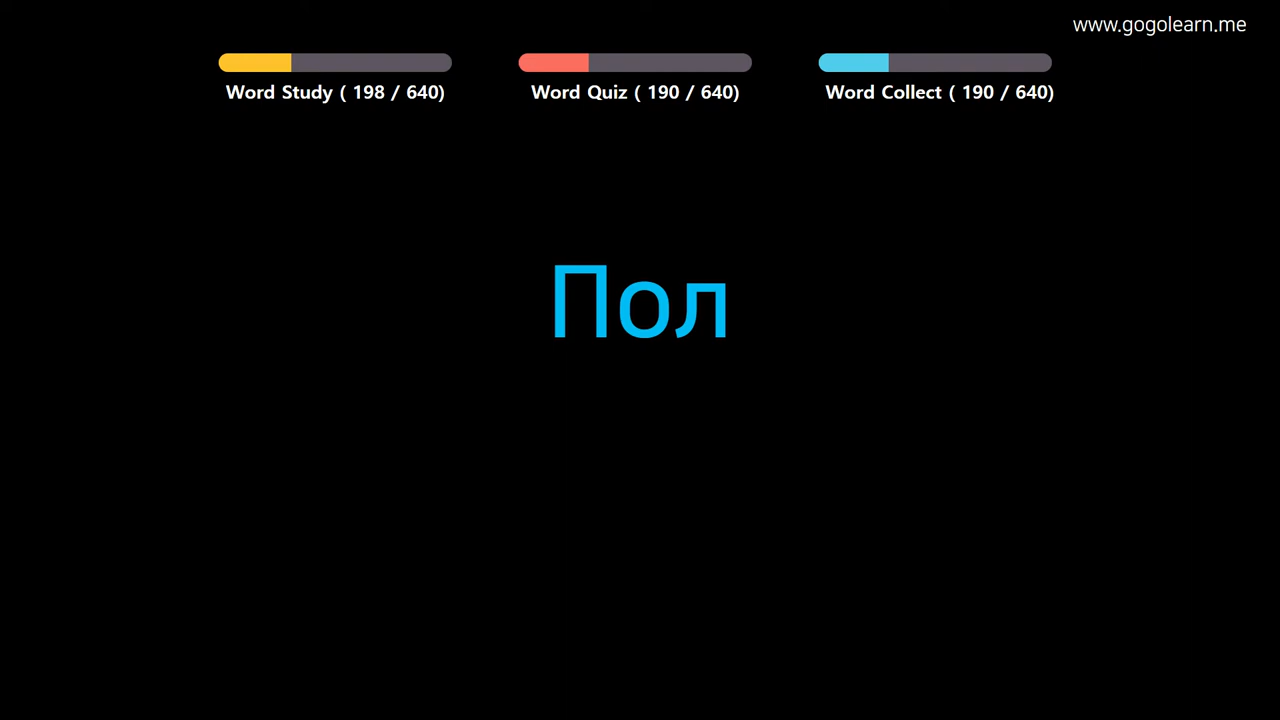 www.gogolearn.me
Word Study ( 198 / 640)
Word Quiz ( 190 / 640)
Word Collect ( 190 / 640)
Пол